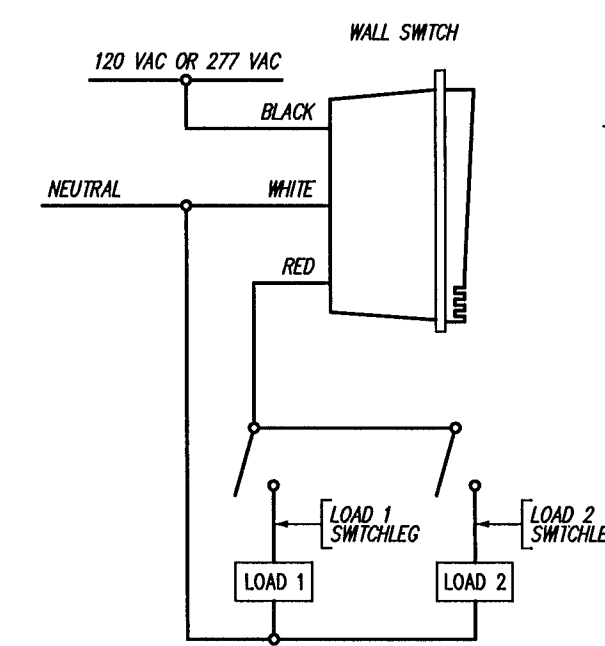 WALL SWITCH
120 VAC OR 277 VAC
BLACK
NEUTRAL
WHITE
RED
LOAD 1
SWITCHLEG
LOAD 2
SWITCHLE
LOAD 1
LOAD 2